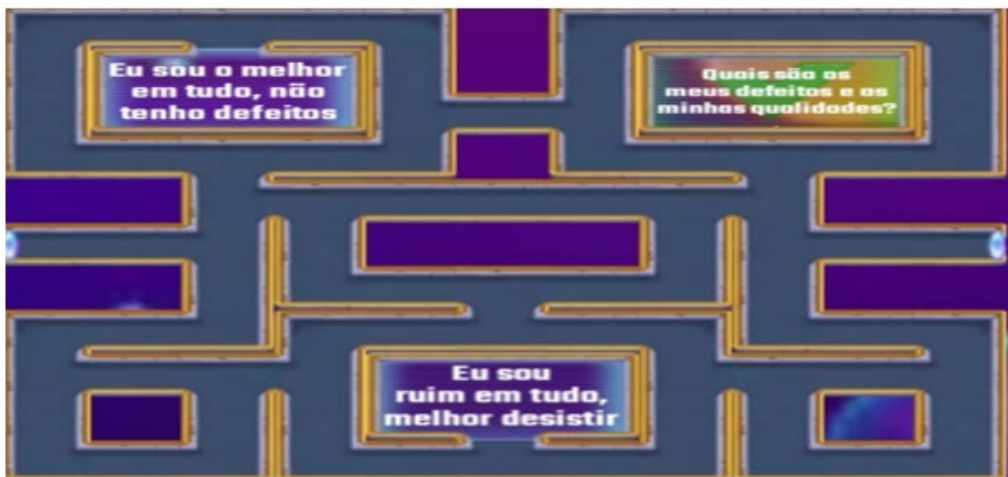 Eu sou o melhor
em tudo, não
tenho defeitos
Quais são os
meus defeitos e as
minhas qualidades?
Eu sou
ruim em tudo,
melhor desistir